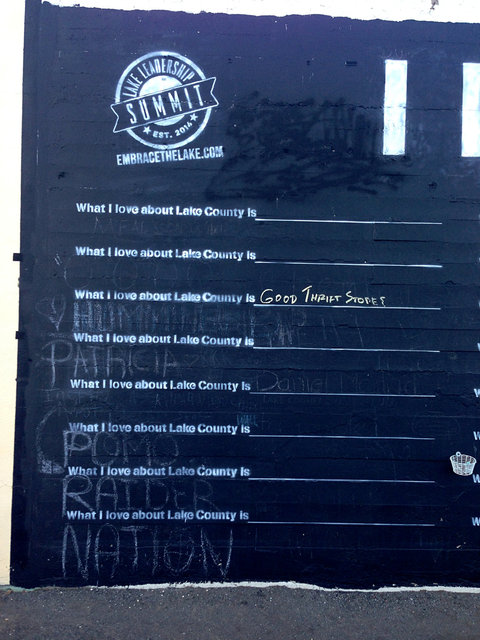 LAKE LEADERSHIP
SUMMIT
EST. 2014
EMBRACETHELAKE.COM
What I love about Lake County is
What I love about Lake County is
What I love about Lake County is Good Thrift Stores
What I love about Lake County is
PATRICIA
What I love about Lake County is Daniel
What I love about Lake County is
POMO
What I love about Lake County is
RAIDER
What I love about Lake County is
NATION